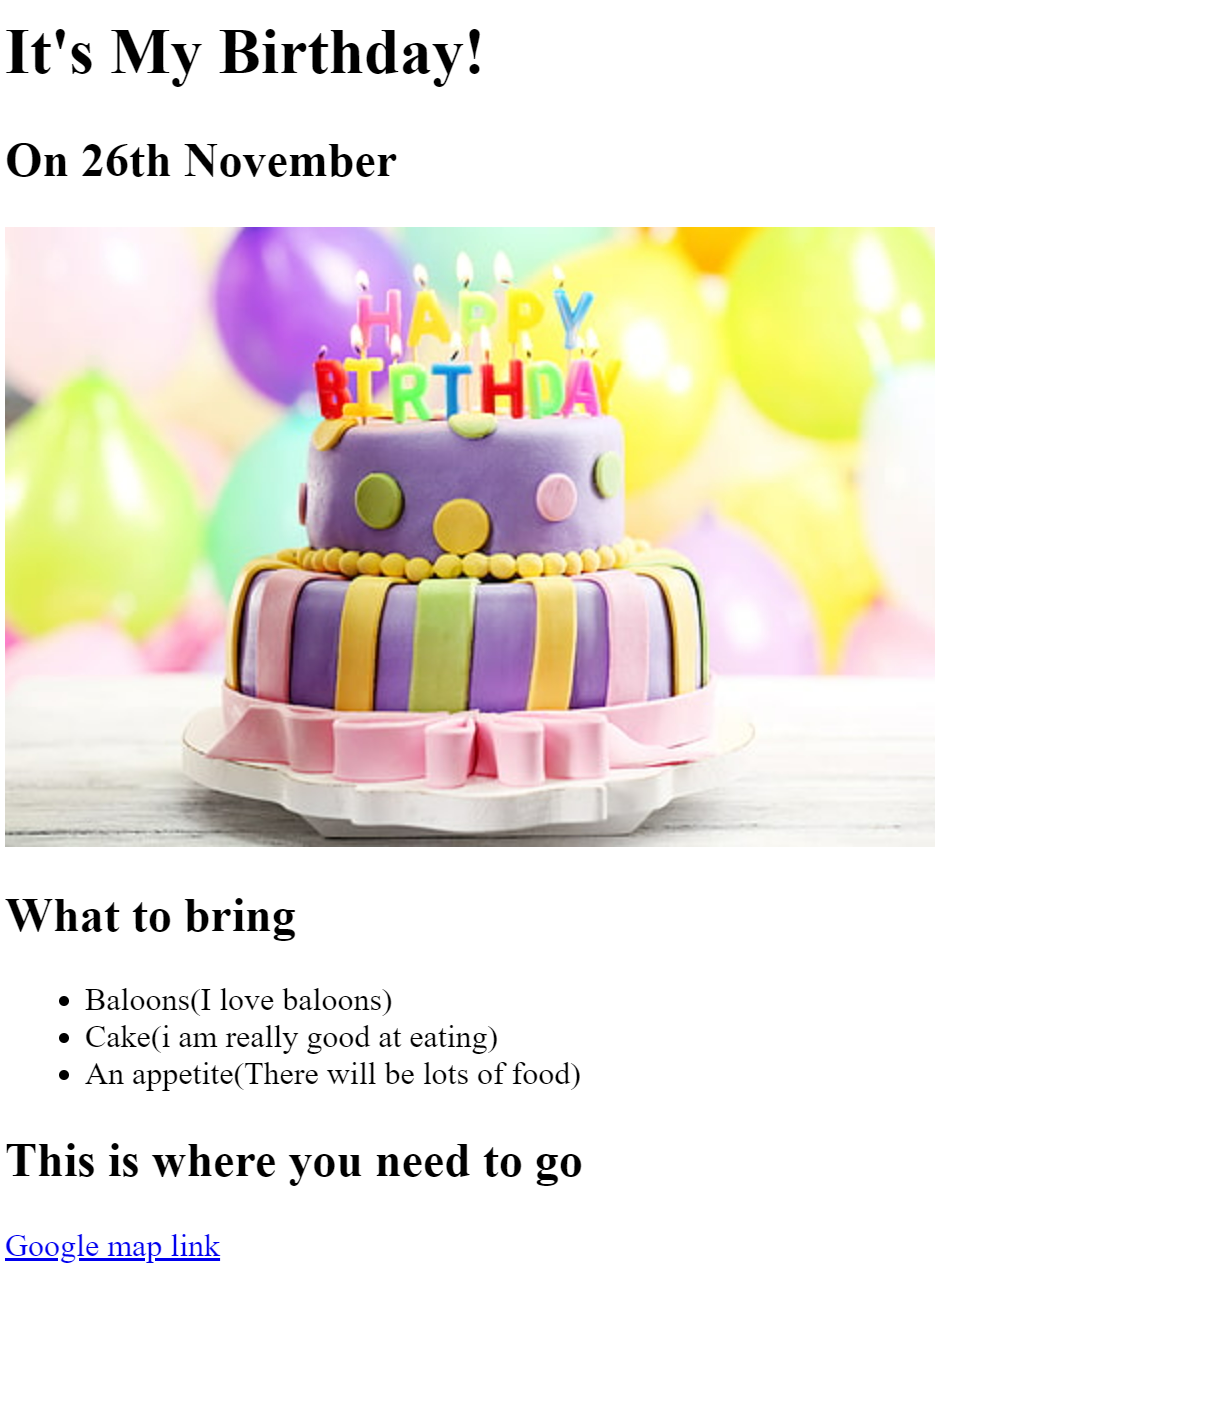 It's My Birthday!
On 26th November
HAPPY
BIRTHDAY
What to bring
Baloons(I love baloons)
Cake(i am really good at eating)
An appetite(There will be lots of food)
This is where you need to go
Google map link